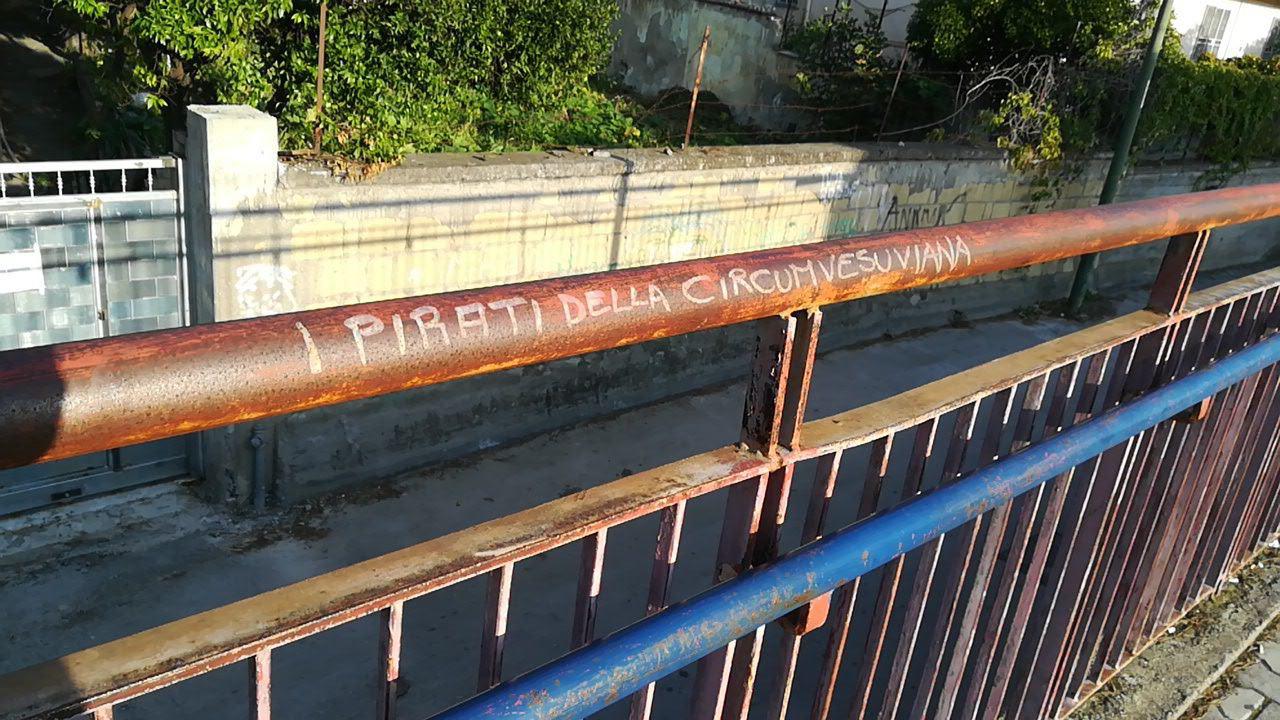 I PIRATI DELLA CIRCUMVESUVIANA